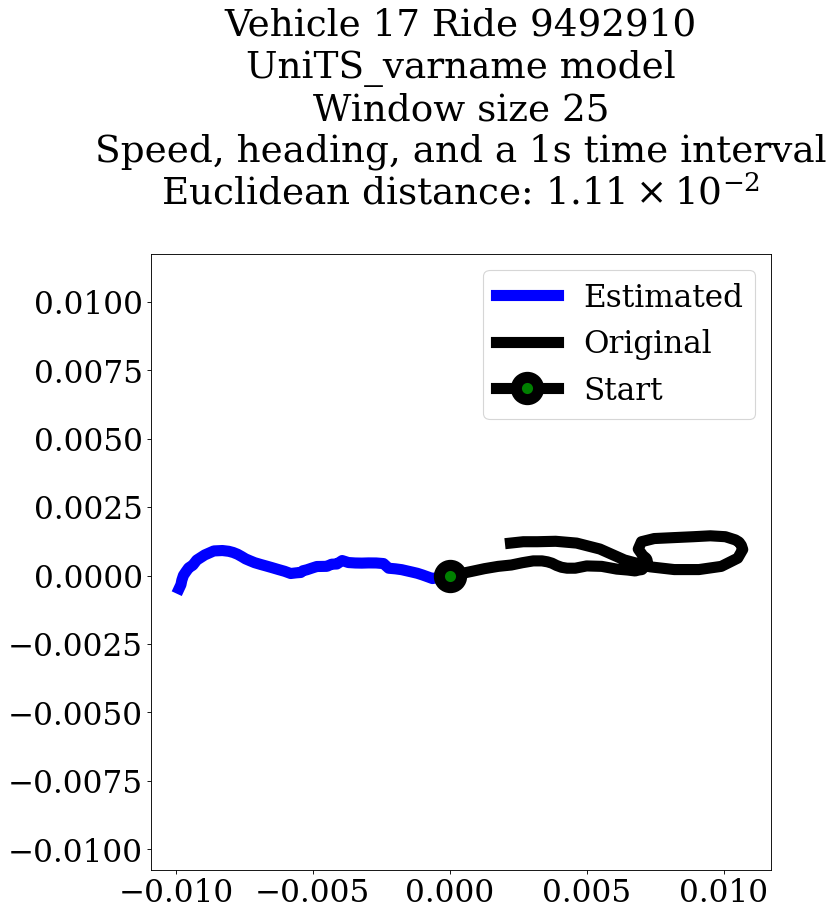 Vehicle 17 Ride 9492910
UniTS_varname model
Window size 25
Speed, heading, and a 1s time interval
Euclidean distance: 1.11 × 10⁻²
Estimated
Original
Start
0.0100
0.0075
0.0050
0.0025
0.0000
−0.0025
−0.0050
−0.0075
−0.0100
−0.010 −0.005 0.000 0.005 0.010